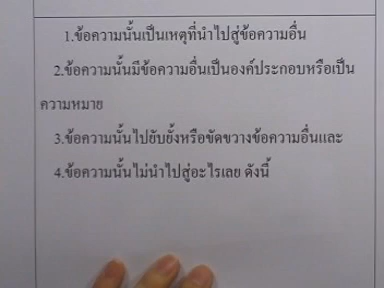 1.ข้อความนั้นเป็นเหตุที่นำไปสู่ข้อความอื่น
2.ข้อความนั้นมีข้อความอื่นเป็นองค์ประกอบหรือเป็น
ความหมาย
3.ข้อความนั้นไปยับยั้งหรือขัดขวางข้อความอื่นและ
4.ข้อความนั้นไม่นำไปสู่อะไรเลย ดังนี้